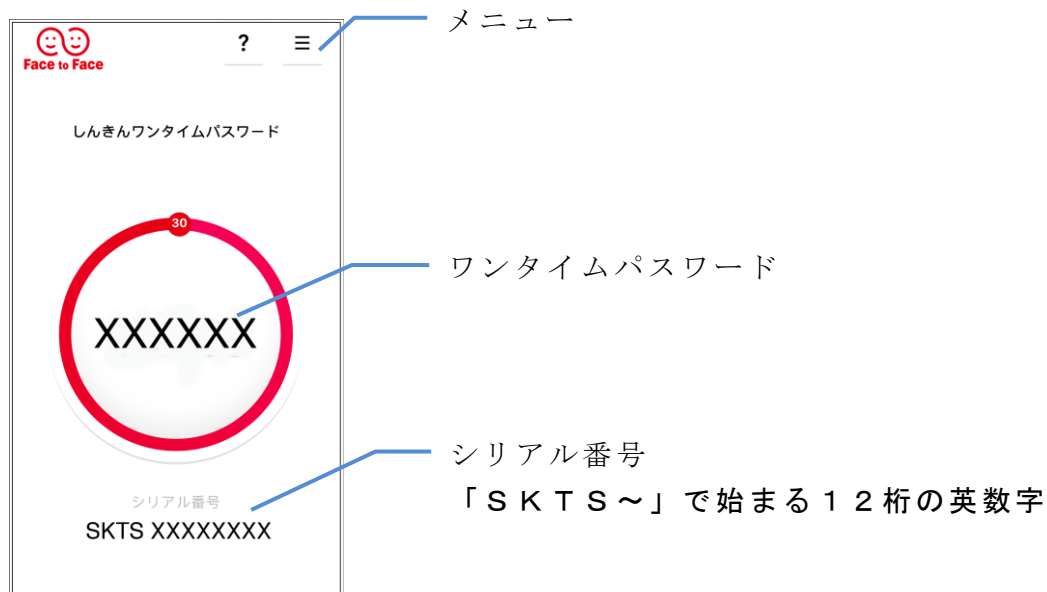 メニュー
? ☰
Face to Face
しんきんワンタイムパスワード
30
ワンタイムパスワード
XXXXXX
シリアル番号
「ＳＫＴＳ～」で始まる１２桁の英数字
シリアル番号
SKTS XXXXXXXX